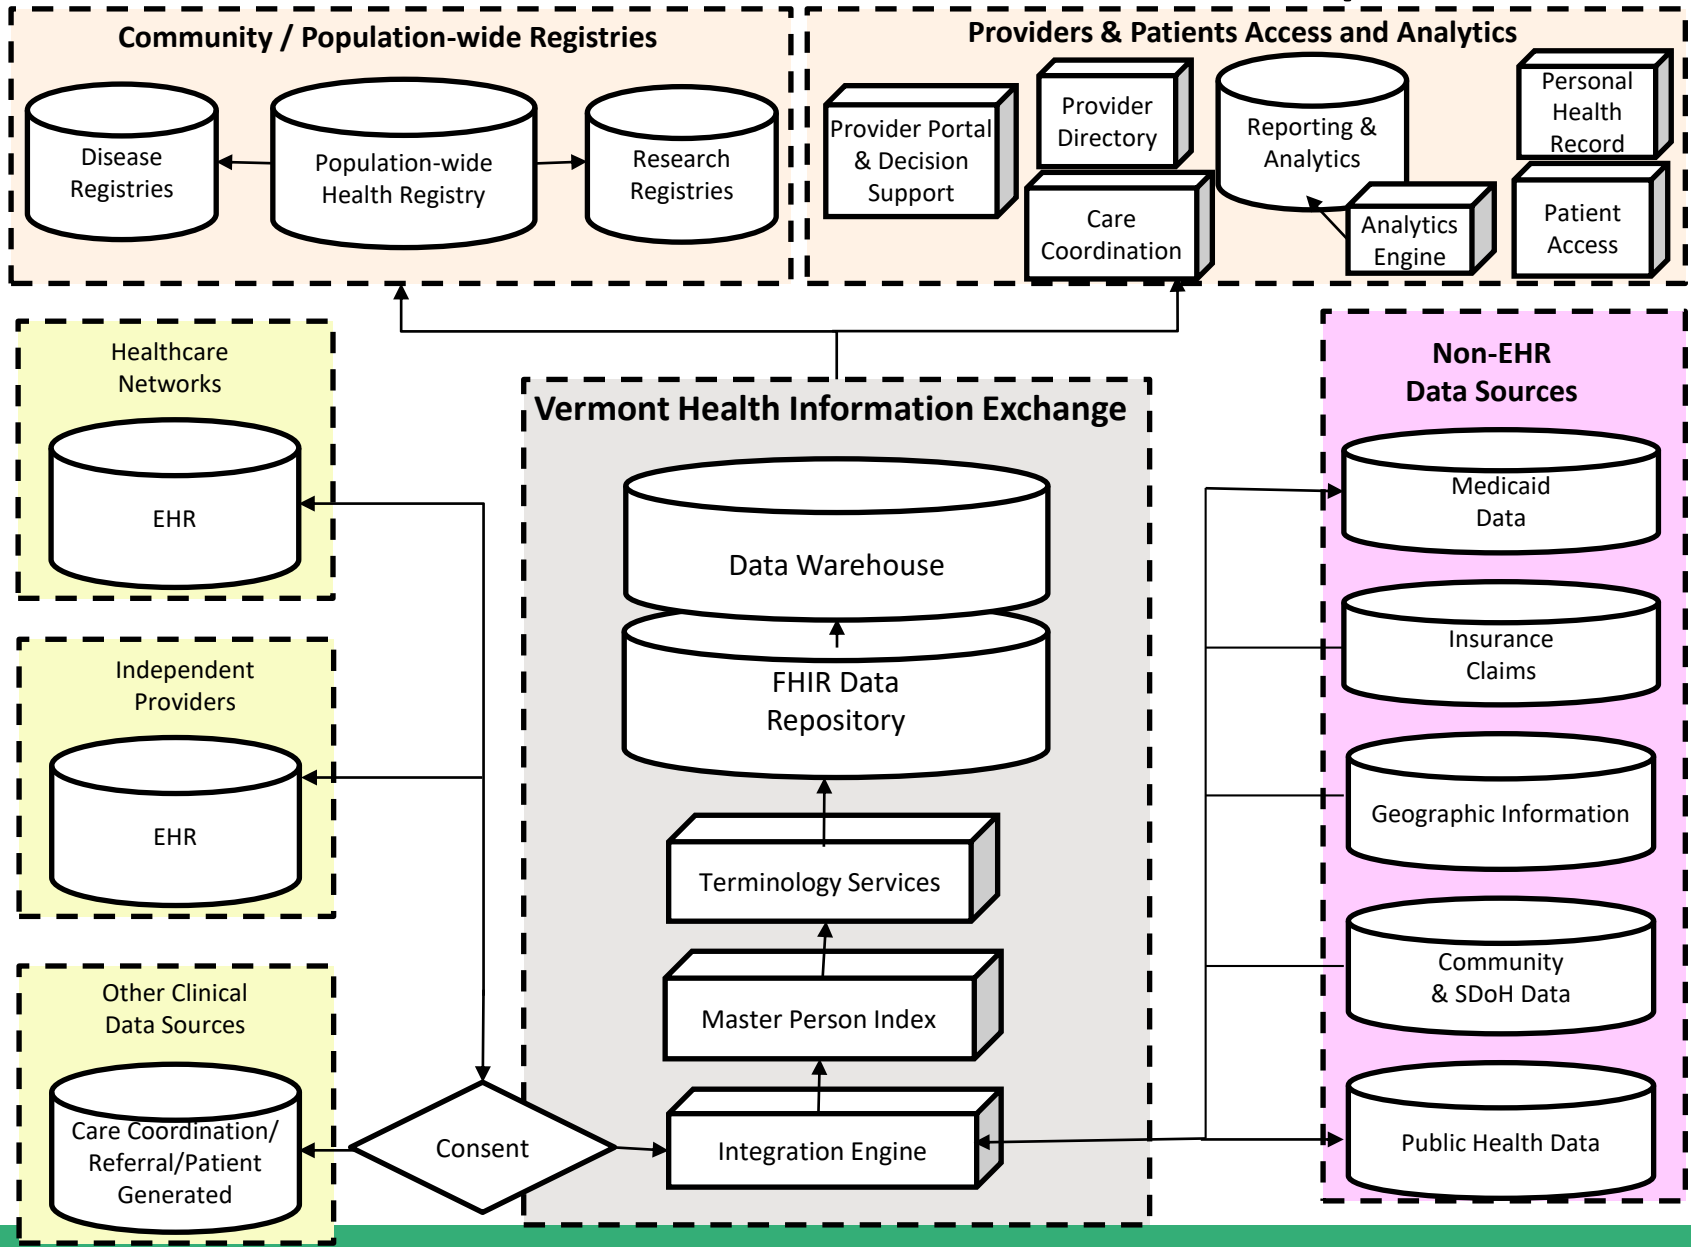 Community / Population-wide Registries
Disease
Registries
Population-wide
Health Registry
Research
Registries
Providers & Patients Access and Analytics
Provider Portal
& Decision
Support
Provider
Directory
Care
Coordination
Reporting &
Analytics
Analytics
Engine
Personal
Health
Record
Patient
Access
Healthcare
Networks
EHR
Independent
Providers
EHR
Other Clinical
Data Sources
Care Coordination/
Referral/Patient
Generated
Consent
Vermont Health Information Exchange
Data Warehouse
FHIR Data
Repository
Terminology Services
Master Person Index
Integration Engine
Non-EHR
Data Sources
Medicaid
Data
Insurance
Claims
Geographic Information
Community
& SDoH Data
Public Health Data